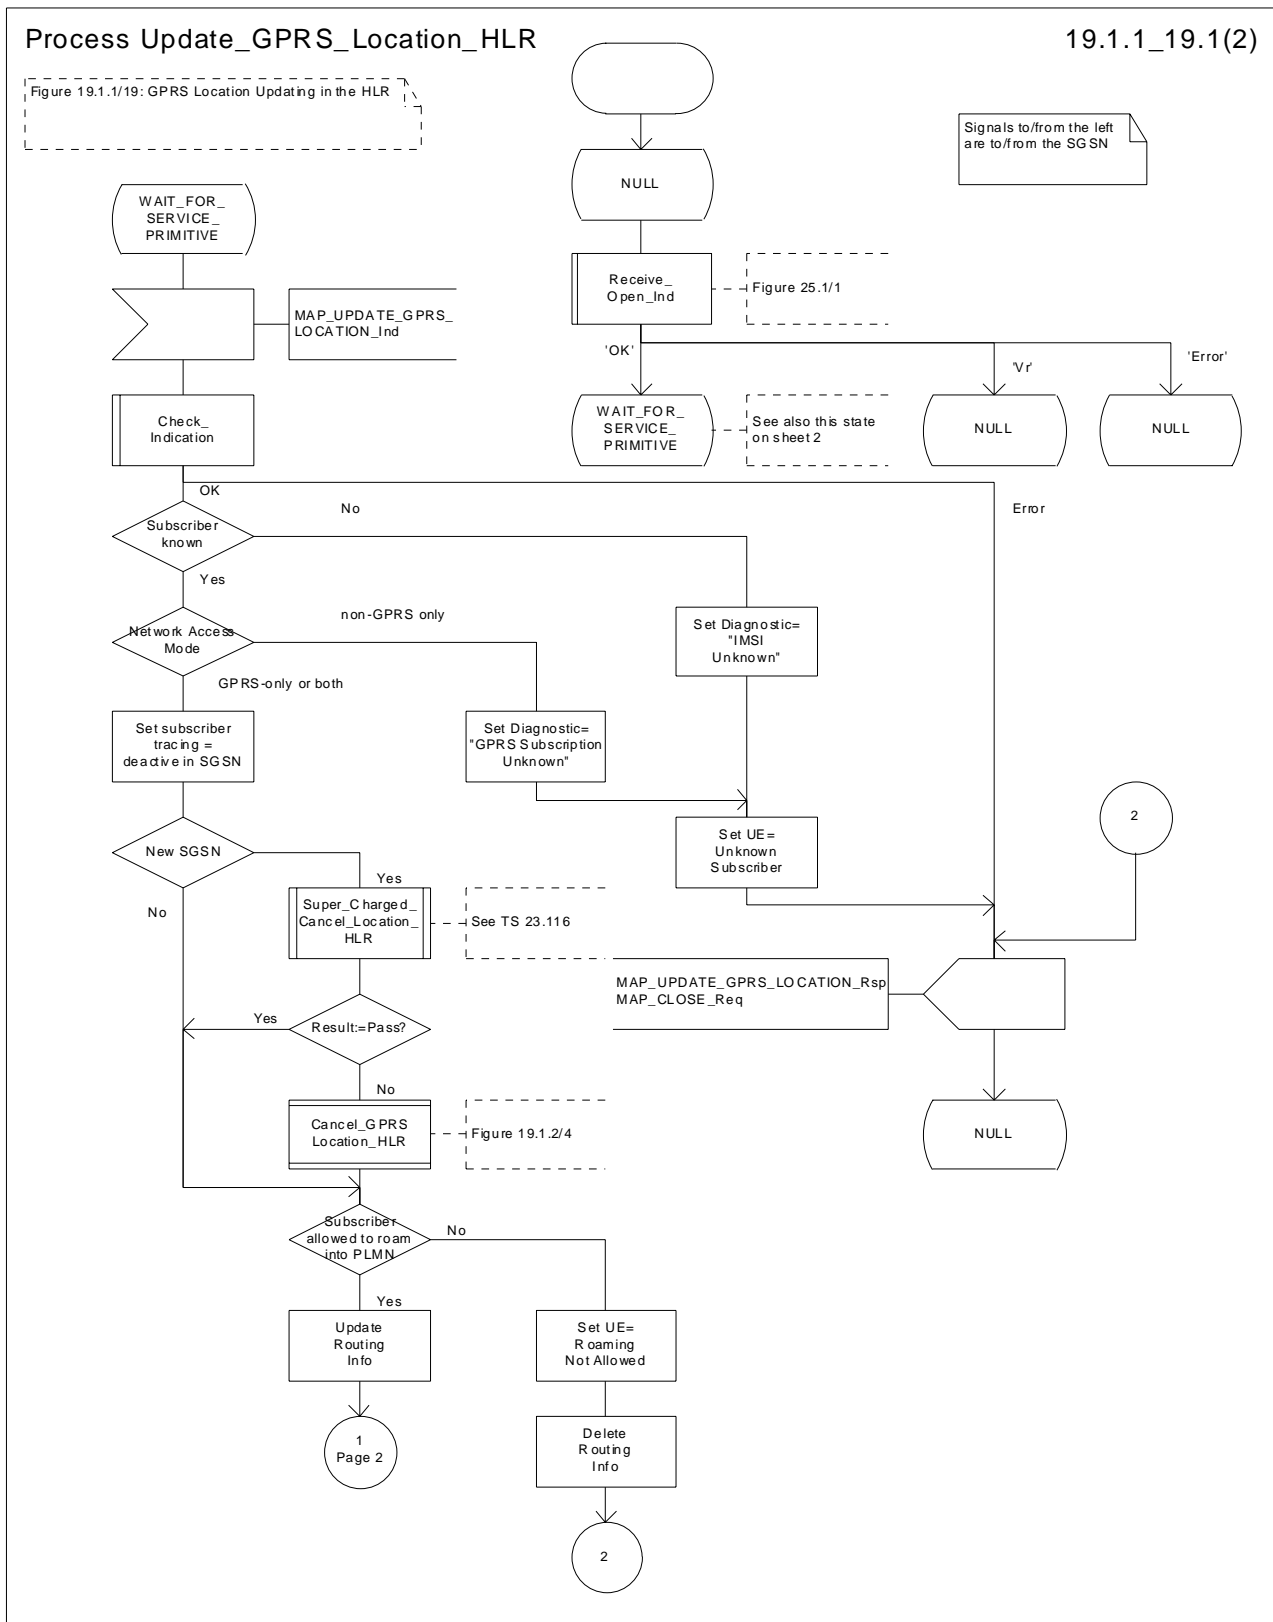 Process Update_GPRS_Location_HLR
19.1.1_19.1(2)
Figure 19.1.1/19: GPRS Location Updating in the HLR
Signals to/from the left
are to/from the SGSN
NULL
WAIT_FOR_
SERVICE_
PRIMITIVE
Receive_
Open_Ind
Figure 25.1/1
MAP_UPDATE_GPRS_
LOCATION_Ind
'OK'
'Vr'
'Error'
Check_
Indication
WAIT_FOR_
SERVICE_
PRIMITIVE
See also this state
on sheet 2
NULL
NULL
OK
No
Error
Subscriber
known
Yes
Network Access
Mode
non-GPRS only
Set Diagnostic=
"IMSI
Unknown"
GPRS-only or both
Set subscriber
tracing =
deactive in SGSN
Set Diagnostic=
"GPRS Subscription
Unknown"
2
New SGSN
Set UE=
Unknown
Subscriber
Yes
No
Super_Charged_
Cancel_Location_
HLR
See TS 23.116
MAP_UPDATE_GPRS_LOCATION_Rsp
MAP_CLOSE_Req
Yes
Result:=Pass?
No
Cancel_GPRS
Location_HLR
Figure 19.1.2/4
NULL
Subscriber
allowed to roam
into PLMN
No
Yes
Update
Routing
Info
Set UE=
Roaming
Not Allowed
1
Page 2
Delete
Routing
Info
2